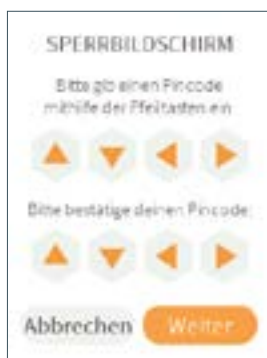 SPERRBILDSCHIRM
Bitte gib einen Pincode
mithilfe der Pfeiltasten ein
Bitte bestätige deinen Pincode:
Abbrechen
Weiter